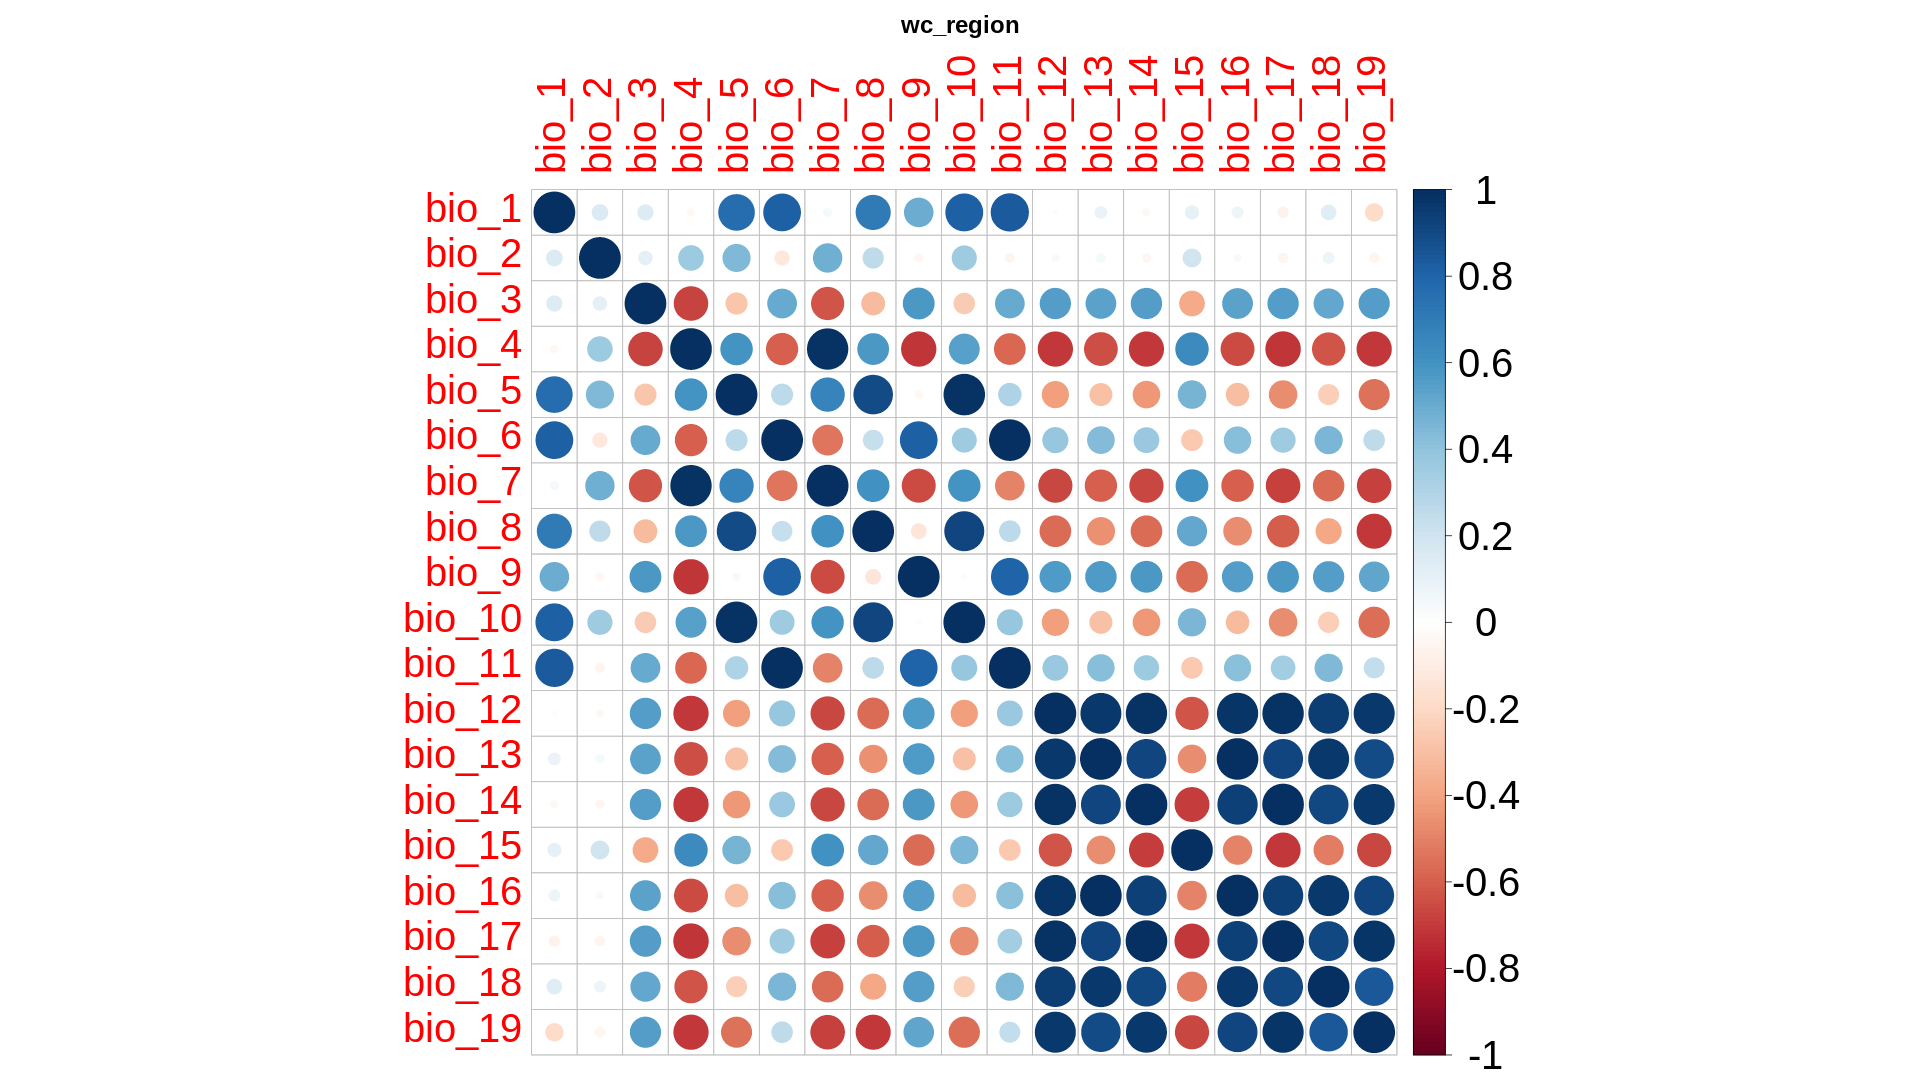 wc_region
bio_1 bio_2 bio_3 bio_4 bio_5 bio_6 bio_7 bio_8 bio_9 bio_10 bio_11 bio_12 bio_13 bio_14 bio_15 bio_16 bio_17 bio_18 bio_19
bio_1
bio_2
bio_3
bio_4
bio_5
bio_6
bio_7
bio_8
bio_9
bio_10
bio_11
bio_12
bio_13
bio_14
bio_15
bio_16
bio_17
bio_18
bio_19
1
0.8
0.6
0.4
0.2
0
-0.2
-0.4
-0.6
-0.8
-1